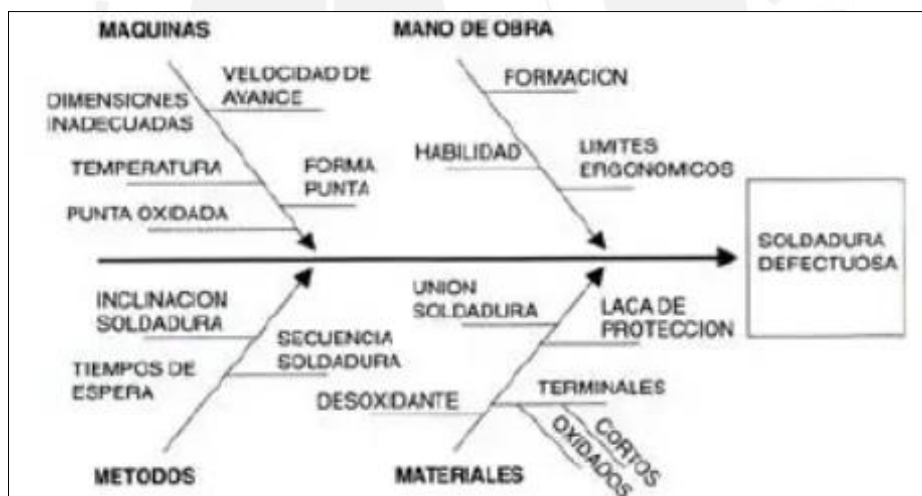 MAQUINAS
MANO DE OBRA
VELOCIDAD DE
AVANCE
FORMACION
DIMENSIONES
INADECUADAS
HABILIDAD
LIMITES
ERGONOMICOS
TEMPERATURA
FORMA
PUNTA
PUNTA OXIDADA
SOLDADURA
DEFECTUOSA
INCLINACION
SOLDADURA
UNION
SOLDADURA
LACA DE
PROTECCION
SECUENCIA
SOLDADURA
TIEMPOS DE
ESPERA
DESOXIDANTE
TERMINALES
OXIDADOS
CORTOS
METODOS
MATERIALES